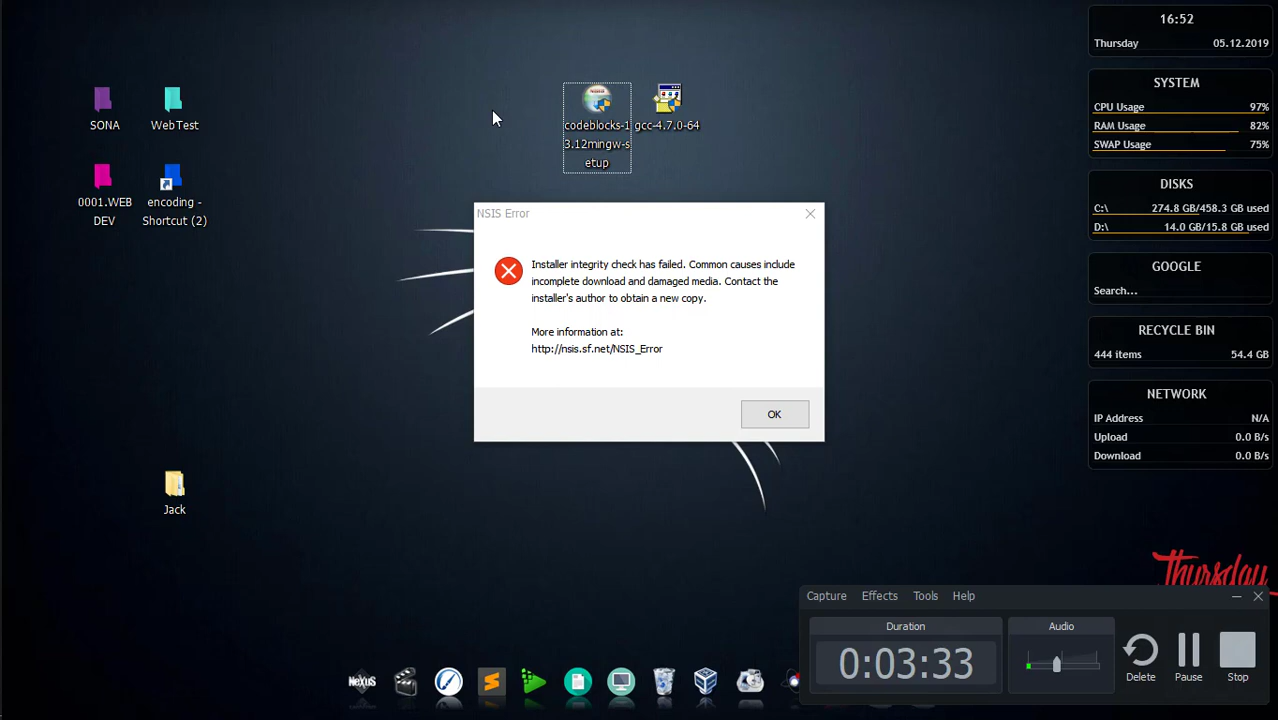 16:52
Thursday 05.12.2019
SYSTEM
CPU Usage 97%
RAM Usage 82%
SWAP Usage 75%
DISKS
C:\ 274.8 GB/458.3 GB used
D:\ 14.0 GB/15.8 GB used
GOOGLE
Search...
RECYCLE BIN
444 items 54.4 GB
NETWORK
IP Address N/A
Upload 0.0 B/s
Download 0.0 B/s
SONA
WebTest
0001.WEB
DEV
encoding -
Shortcut (2)
codeblocks-1
3.12mingw-s
etup
gcc-4.7.0-64
NSIS Error
Installer integrity check has failed. Common causes include
incomplete download and damaged media. Contact the
installer's author to obtain a new copy.
More information at:
http://nsis.sf.net/NSIS_Error
OK
Jack
Thursday
Capture Effects Tools Help
Duration
0:03:33
Audio
Delete
Pause
Stop
NEXUS